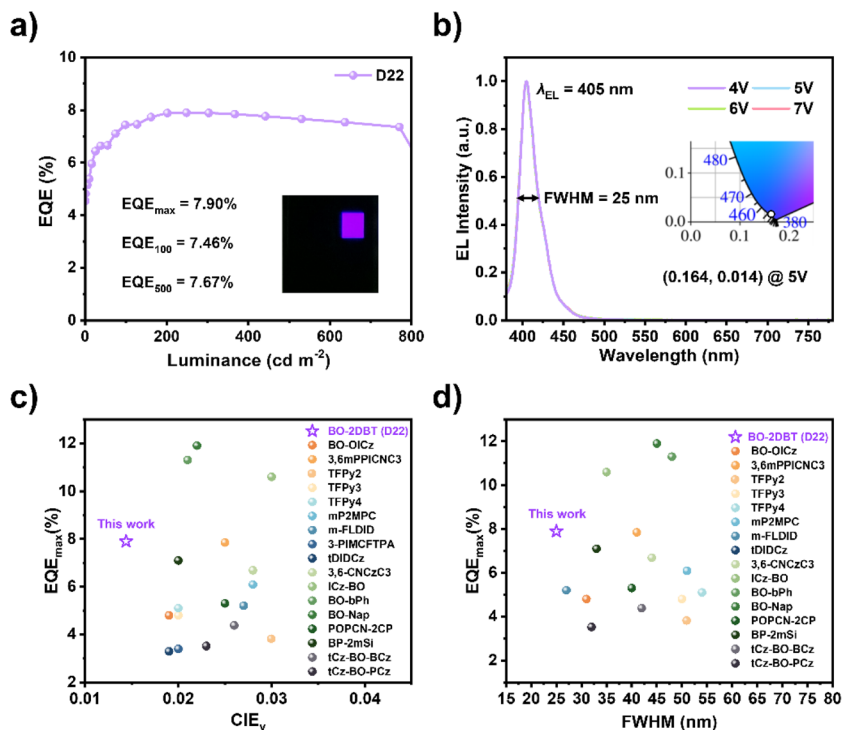 a)
EQE (%)
10
8
6
4
2
0
D22
EQEmax = 7.90%
EQE100 = 7.46%
EQE500 = 7.67%
0 100 200 300 400 500 600 700 800
Luminance (cd m-2)
b)
EL Intensity (a.u.)
1.0
0.8
0.6
0.4
0.2
0.0
λEL = 405 nm
4V 5V
6V 7V
FWHM = 25 nm
0.1
0.0
480
470
460
380
0.0 0.1 0.2
(0.164, 0.014) @ 5V
400 450 500 550 600 650 700 750
Wavelength (nm)
c)
EQEmax(%)
12
10
8
6
4
2
This work
BO-2DBT (D22)
BO-OICz
3,6mPPICNC3
TFPy2
TFPy3
TFPy4
mP2MPC
m-FLDID
3-PIMCFTPA
tDIDCz
3,6-CNCzC3
ICz-BO
BO-bPh
BO-Nap
POPCN-2CP
BP-2mSi
tCz-BO-BCz
tCz-BO-PCz
0.01 0.02 0.03 0.04
CIEy
d)
EQEmax(%)
12
10
8
6
4
2
This work
BO-2DBT (D22)
BO-OICz
3,6mPPICNC3
TFPy2
TFPy3
TFPy4
mP2MPC
m-FLDID
3,6-CNCzC3
ICz-BO
BO-bPh
BO-Nap
POPCN-2CP
BP-2mSi
tCz-BO-BCz
tCz-BO-PCz
15 20 25 30 35 40 45 50 55 60 65 70 75 80
FWHM (nm)